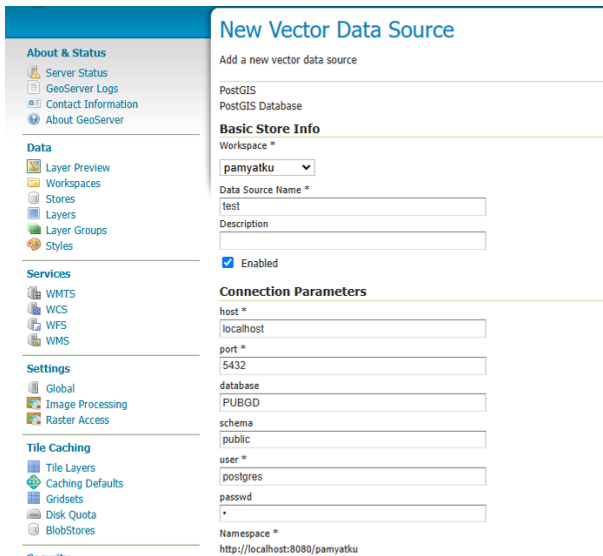 New Vector Data Source
Add a new vector data source
About & Status
Server Status
GeoServer Logs
Contact Information
About GeoServer
Data
Layer Preview
Workspaces
Stores
Layers
Layer Groups
Styles
Services
WMTS
WCS
WFS
WMS
Settings
Global
Image Processing
Raster Access
Tile Caching
Tile Layers
Caching Defaults
Gridsets
Disk Quota
BlobStores
PostGIS
PostGIS Database
Basic Store Info
Workspace *
pamyatku
Data Source Name *
test
Description
Enabled
Connection Parameters
host *
localhost
port *
5432
database
PUBGD
schema
public
user *
postgres
passwd
•
Namespace *
http://localhost:8080/pamyatku